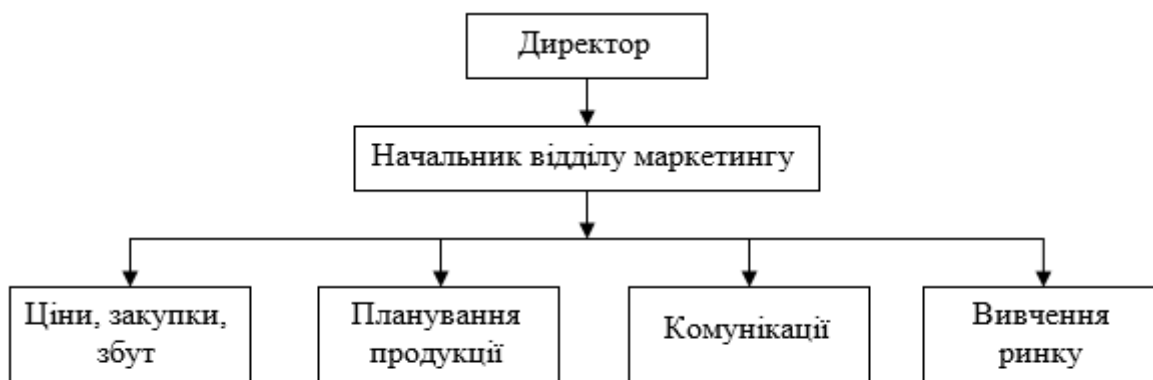 Директор
Начальник відділу маркетингу
Ціни, закупки,
збут
Планування
продукції
Комунікації
Вивчення
ринку